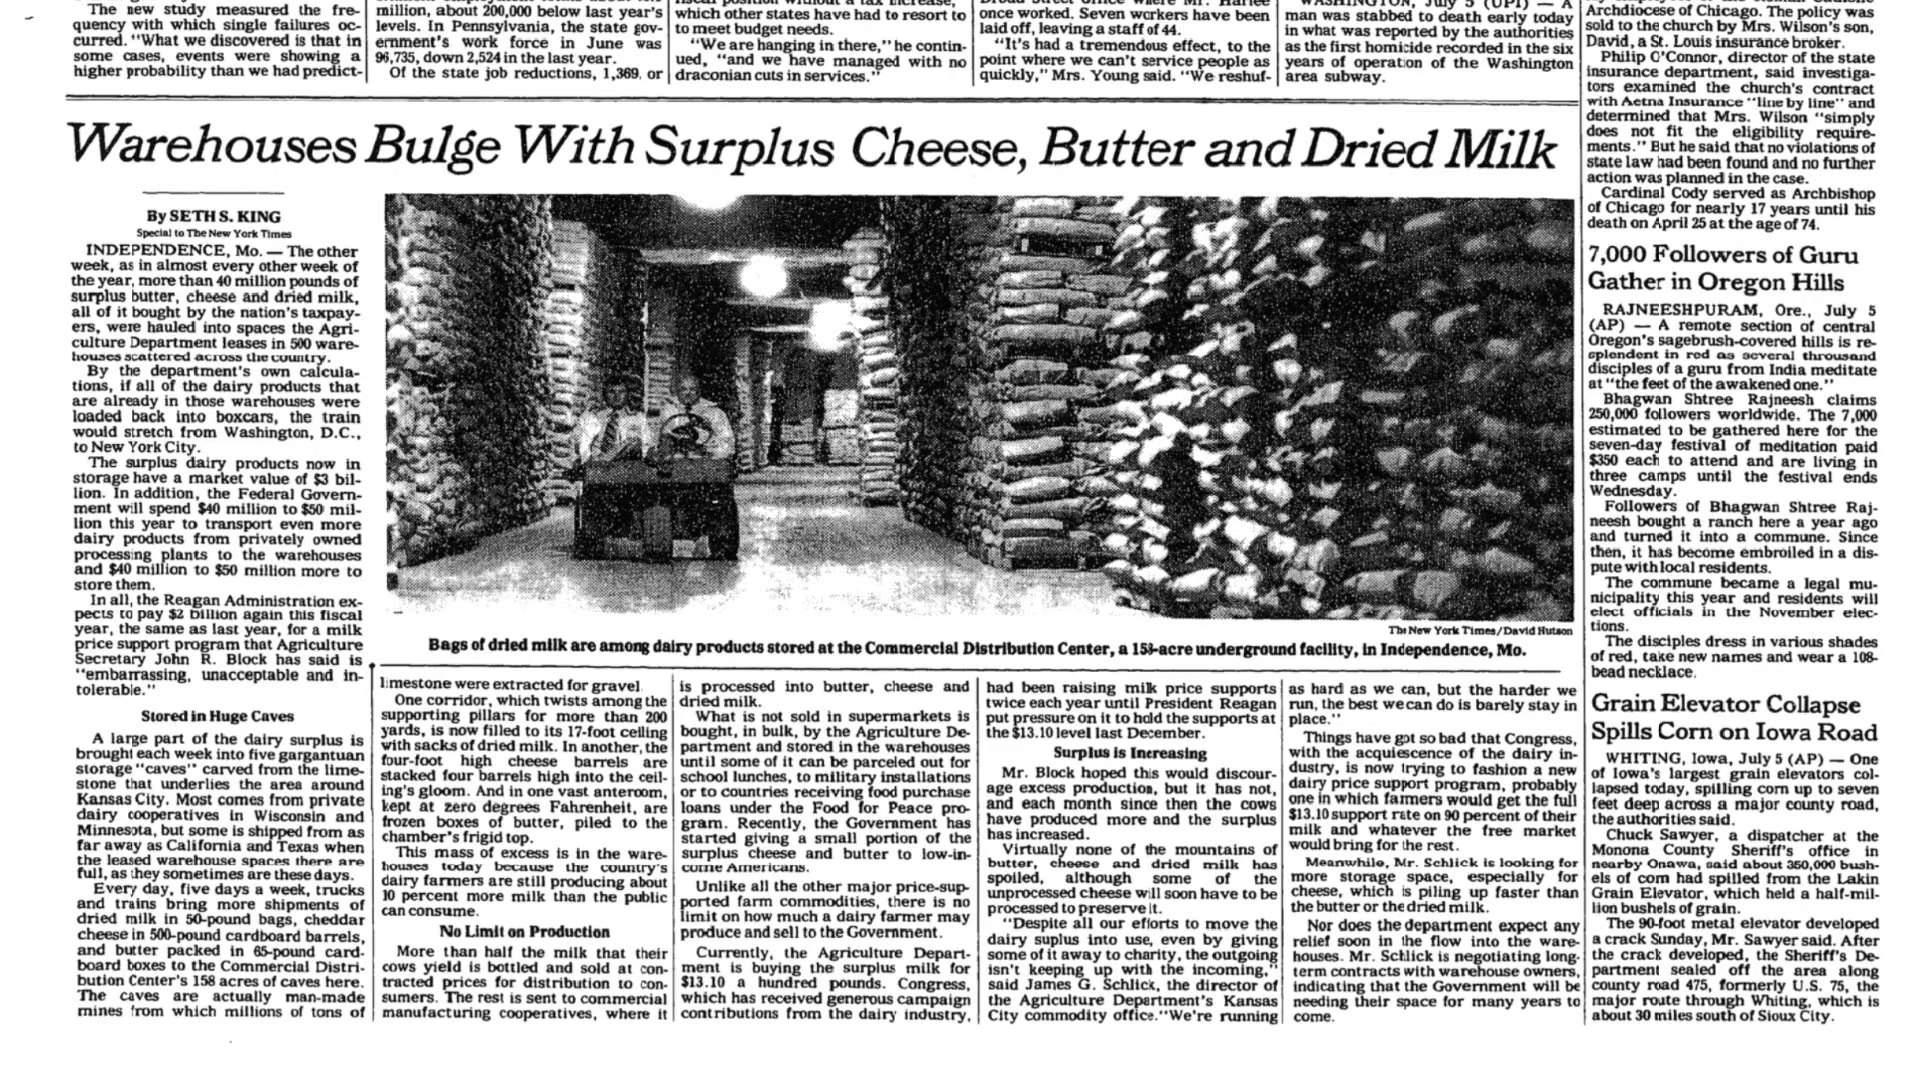 The new study measured the fre-
quency with which single failures oc-
curred. "What we discovered is that in
some cases, events were showing a
higher probability than we had predict-
million, about 200,000 below last year's
levels. In Pennsylvania, the state gov-
ernment's work force in June was
96,735, down 2,524 in the last year.
Of the state job reductions, 1,369, or
which other states have had to resort to
to meet budget needs.
"We are hanging in there," he contin-
ued, "and we have managed with no
draconian cuts in services."
once worked. Seven workers have been
laid off, leaving a staff of 44.
"It's had a tremendous effect, to the
point where we can't service people as
quickly," Mrs. Young said. "We reshuf-
WASHINGTON, July 5 (UPI) — A
man was stabbed to death early today
in what was reported by the authorities
as the first homicide recorded in the six
years of operation of the Washington
area subway.
Archdiocese of Chicago. The policy was
sold to the church by Mrs. Wilson's son,
David, a St. Louis insurance broker.
Philip O'Connor, director of the state
insurance department, said investiga-
tors examined the church's contract
with Aetna Insurance "line by line" and
determined that Mrs. Wilson "simply
does not fit the eligibility require-
ments." But he said that no violations of
state law had been found and no further
action was planned in the case.
Cardinal Cody served as Archbishop
of Chicago for nearly 17 years until his
death on April 25 at the age of 74.
Warehouses Bulge With Surplus Cheese, Butter and Dried Milk
By SETH S. KING
Special to The New York Times
INDEPENDENCE, Mo. — The other
week, as in almost every other week of
the year, more than 40 million pounds of
surplus butter, cheese and dried milk,
all of it bought by the nation's taxpay-
ers, were hauled into spaces the Agri-
culture Department leases in 500 ware-
houses scattered across the country.
By the department's own calcula-
tions, if all of the dairy products that
are already in those warehouses were
loaded back into boxcars, the train
would stretch from Washington, D.C.,
to New York City.
The surplus dairy products now in
storage have a market value of $3 bil-
lion. In addition, the Federal Govern-
ment will spend $40 million to $50 mil-
lion this year to transport even more
dairy products from privately owned
processing plants to the warehouses
and $40 million to $50 million more to
store them.
In all, the Reagan Administration ex-
pects to pay $2 billion again this fiscal
year, the same as last year, for a milk
price support program that Agriculture
Secretary John R. Block has said is
"embarrassing, unacceptable and in-
tolerable."
Stored in Huge Caves
A large part of the dairy surplus is
brought each week into five gargantuan
storage "caves" carved from the lime-
stone that underlies the area around
Kansas City. Most comes from private
dairy cooperatives in Wisconsin and
Minnesota, but some is shipped from as
far away as California and Texas when
the leased warehouse spaces there are
full, as they sometimes are these days.
Every day, five days a week, trucks
and trains bring more shipments of
dried milk in 50-pound bags, cheddar
cheese in 500-pound cardboard barrels,
and butter packed in 65-pound card-
board boxes to the Commercial Distri-
bution Center's 158 acres of caves here.
The caves are actually man-made
mines from which millions of tons of
The New York Times/David Hutson
Bags of dried milk are among dairy products stored at the Commercial Distribution Center, a 158-acre underground facility, in Independence, Mo.
limestone were extracted for gravel
One corridor, which twists among the
supporting pillars for more than 200
yards, is now filled to its 17-foot ceiling
with sacks of dried milk. In another, the
four-foot high cheese barrels are
stacked four barrels high into the ceil-
ing's gloom. And in one vast anteroom,
kept at zero degrees Fahrenheit, are
frozen boxes of butter, piled to the
chamber's frigid top.
This mass of excess is in the ware-
houses today because the country's
dairy farmers are still producing about
10 percent more milk than the public
can consume.
No Limit on Production
More than half the milk that their
cows yield is bottled and sold at con-
tracted prices for distribution to con-
sumers. The rest is sent to commercial
manufacturing cooperatives, where it
is processed into butter, cheese and
dried milk.
What is not sold in supermarkets is
bought, in bulk, by the Agriculture De-
partment and stored in the warehouses
until some of it can be parceled out for
school lunches, to military installations
or to countries receiving food purchase
loans under the Food for Peace pro-
gram. Recently, the Government has
started giving a small portion of the
surplus cheese and butter to low-in-
come Americans.
Unlike all the other major price-sup-
ported farm commodities, there is no
limit on how much a dairy farmer may
produce and sell to the Government.
Currently, the Agriculture Depart-
ment is buying the surplus milk for
$13.10 a hundred pounds. Congress,
which has received generous campaign
contributions from the dairy industry,
had been raising milk price supports
twice each year until President Reagan
put pressure on it to hold the supports at
the $13.10 level last December.
Surplus is Increasing
Mr. Block hoped this would discour-
age excess production, but it has not,
and each month since then the cows
have produced more and the surplus
has increased.
Virtually none of the mountains of
butter, cheese and dried milk has
spoiled, although some of the
unprocessed cheese will soon have to be
processed to preserve it.
"Despite all our efforts to move the
dairy suplus into use, even by giving
some of it away to charity, the outgoing
isn't keeping up with the incoming,"
said James G. Schlick, the director of
the Agriculture Department's Kansas
City commodity office. "We're running
as hard as we can, but the harder we
run, the best we can do is barely stay in
place."
Things have got so bad that Congress,
with the acquiescence of the dairy in-
dustry, is now trying to fashion a new
dairy price support program, probably
one in which farmers would get the full
$13.10 support rate on 90 percent of their
milk and whatever the free market
would bring for the rest.
Meanwhile, Mr. Schlick is looking for
more storage space, especially for
cheese, which is piling up faster than
the butter or the dried milk.
Nor does the department expect any
relief soon in the flow into the ware-
houses. Mr. Schlick is negotiating long-
term contracts with warehouse owners,
indicating that the Government will be
needing their space for many years to
come.
7,000 Followers of Guru
Gather in Oregon Hills
RAJNEESHPURAM, Ore., July 5
(AP) — A remote section of central
Oregon's sagebrush-covered hills is re-
splendent in red as several throusand
disciples of a guru from India meditate
at "the feet of the awakened one."
Bhagwan Shtree Rajneesh claims
250,000 followers worldwide. The 7,000
estimated to be gathered here for the
seven-day festival of meditation paid
$350 each to attend and are living in
three camps until the festival ends
Wednesday.
Followers of Bhagwan Shtree Raj-
neesh bought a ranch here a year ago
and turned it into a commune. Since
then, it has become embroiled in a dis-
pute with local residents.
The commune became a legal mu-
nicipality this year and residents will
elect officials in the November elec-
tions.
The disciples dress in various shades
of red, take new names and wear a 108-
bead necklace.
Grain Elevator Collapse
Spills Corn on Iowa Road
WHITING, Iowa, July 5 (AP) — One
of Iowa's largest grain elevators col-
lapsed today, spilling corn up to seven
feet deep across a major county road,
the authorities said.
Chuck Sawyer, a dispatcher at the
Monona County Sheriff's office in
nearby Onawa, said about 350,000 bush-
els of corn had spilled from the Lakin
Grain Elevator, which held a half-mil-
lion bushels of grain.
The 90-foot metal elevator developed
a crack Sunday, Mr. Sawyer said. After
the crack developed, the Sheriff's De-
partment sealed off the area along
county road 475, formerly U.S. 75, the
major route through Whiting, which is
about 30 miles south of Sioux City.